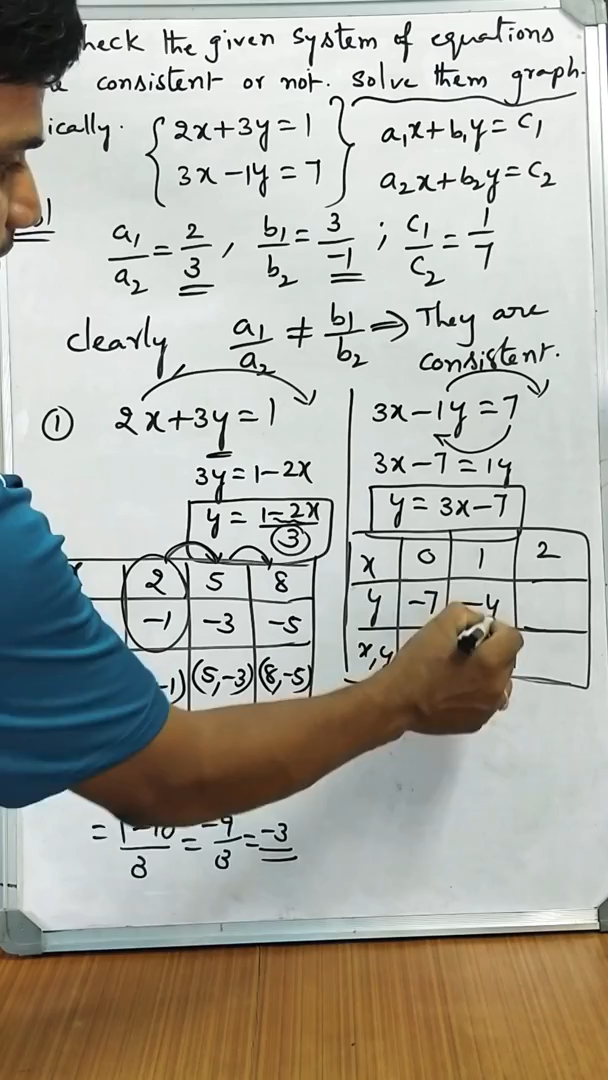 heck the given system of equations
consistent or not. Solve them graph-
ically. { 2x+3y=1 } a₁x+b₁y=c₁
3x-1y=7 a₂x+b₂y=c₂
a₁/a₂ = 2/3, b₁/b₂ = 3/-1 ; c₁/c₂ = 1/7
clearly, a₁/a₂ ≠ b₁/b₂ ⇒ They are
consistent.
① 2x+3y=1
3y=1-2x
y = 1-2x/3
2 5 8
-1 -3 -5
-1) (5,-3) (8,-5)
= 1-10/3 = -9/3 = -3
3x-1y=7
3x-7=1y
y = 3x-7
x 0 1 2
y -7 -4
x,y